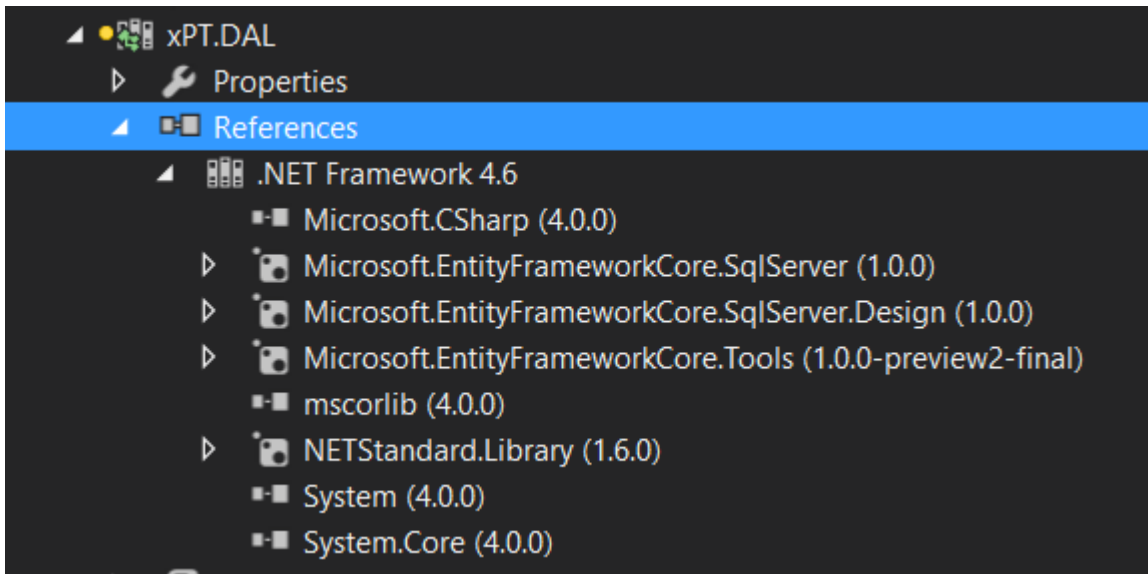 xPT.DAL
Properties
References
.NET Framework 4.6
Microsoft.CSharp (4.0.0)
Microsoft.EntityFrameworkCore.SqlServer (1.0.0)
Microsoft.EntityFrameworkCore.SqlServer.Design (1.0.0)
Microsoft.EntityFrameworkCore.Tools (1.0.0-preview2-final)
mscorlib (4.0.0)
NETStandard.Library (1.6.0)
System (4.0.0)
System.Core (4.0.0)